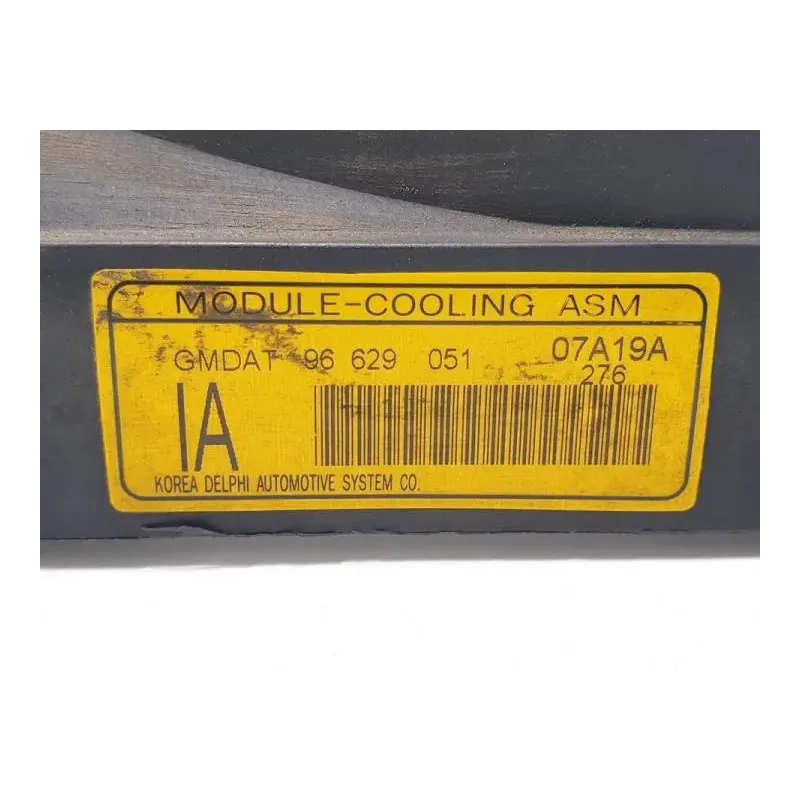 MODULE-COOLING ASM
GMDAT 96 629 051 07A19A
276
IA
KOREA DELPHI AUTOMOTIVE SYSTEM CO.